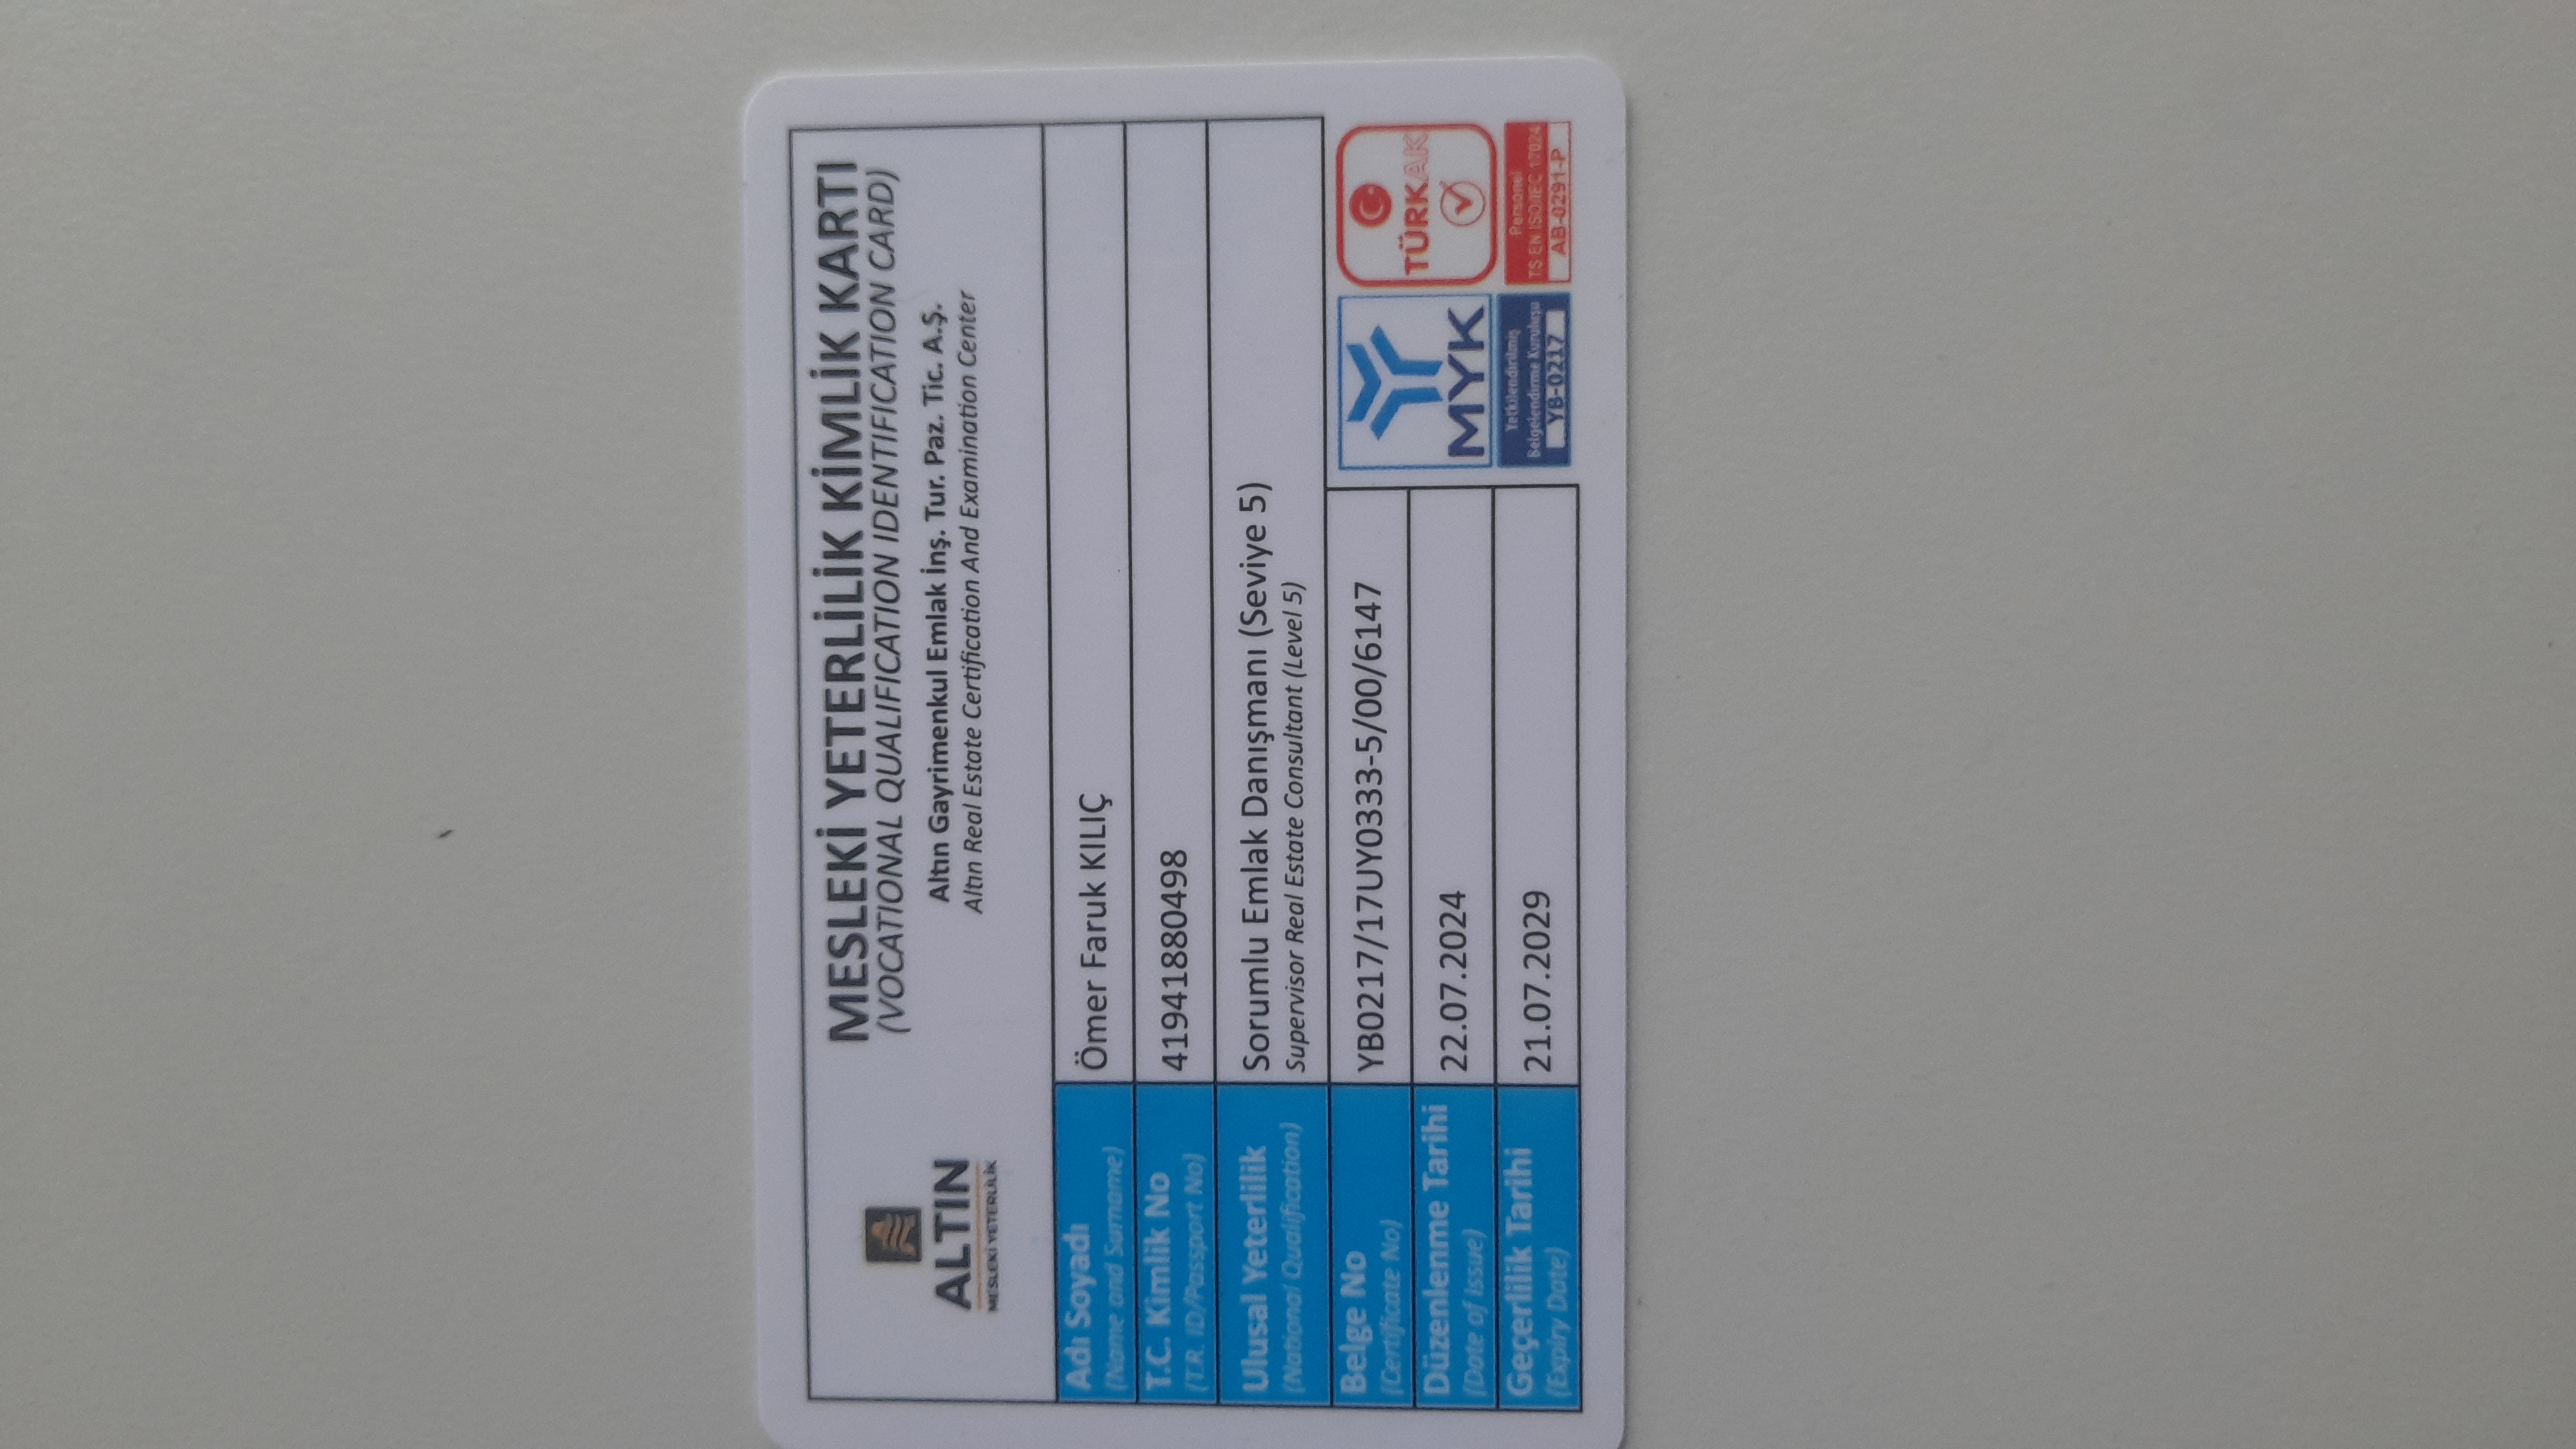 ALTIN
MESLEKİ YETERLİLİK
MESLEKİ YETERLİLİK KİMLİK KARTI
(VOCATIONAL QUALIFICATION IDENTIFICATION CARD)
Altın Gayrimenkul Emlak İnş. Tur. Paz. Tic. A.Ş.
Altın Real Estate Certification And Examination Center
Adı Soyadı
(Name and Surname)
Ömer Faruk KILIÇ
T.C. Kimlik No
(T.R. ID/Passport No)
41941880498
Ulusal Yeterlilik
(National Qualification)
Sorumlu Emlak Danışmanı (Seviye 5)
Supervisor Real Estate Consultant (Level 5)
Belge No
(Certificate No)
YB0217/17UY0333-5/00/6147
Düzenlenme Tarihi
(Date of Issue)
22.07.2024
Geçerlilik Tarihi
(Expiry Date)
21.07.2029
MYK
Yetkilendirilmiş
Belgelendirme Kuruluşu
YB-0217
TÜRKAK
Personel
TS EN ISO/IEC 17024
AB-0291-P